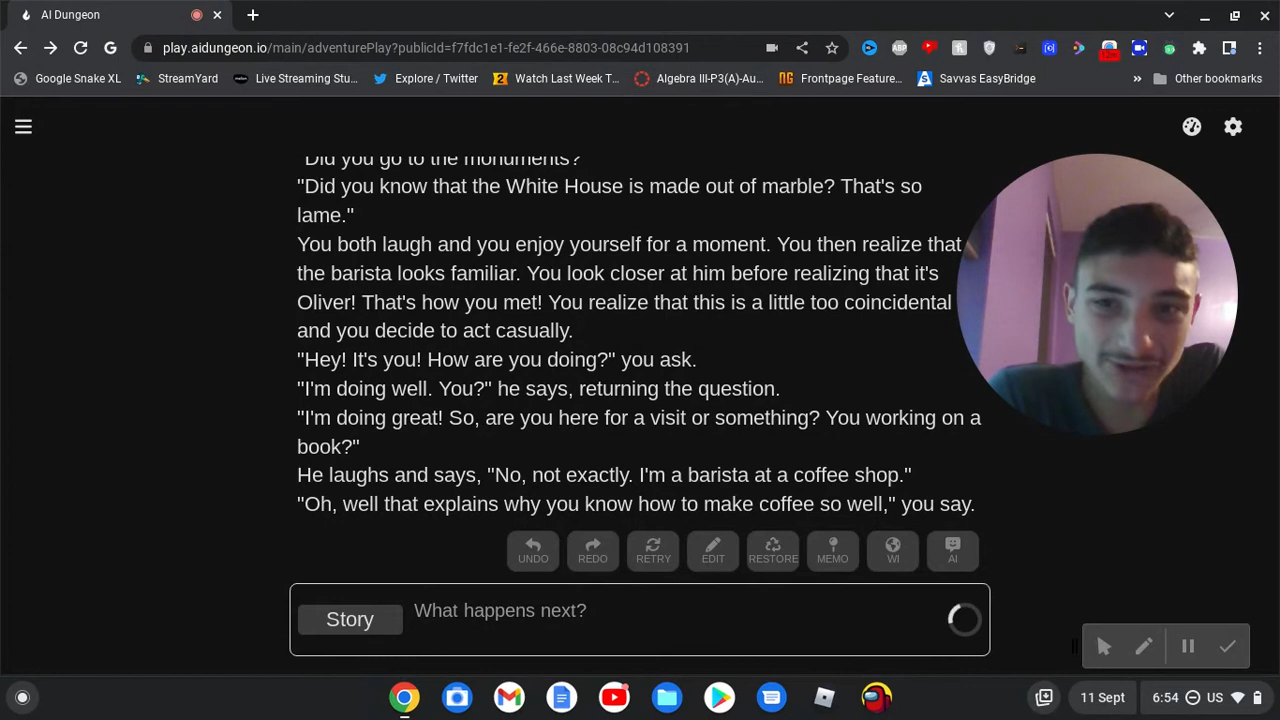 AI Dungeon
play.aidungeon.io/main/adventurePlay?publicid=f7dfc1e1-fe2f-466e-8803-08c94d108391
ABP
Google Snake XL
StreamYard
Live Streaming Stu...
Explore / Twitter
Watch Last Week T...
Algebra III-P3(A)-Au...
Frontpage Feature...
Savvas EasyBridge
»
Other bookmarks
"Did you go to the monuments?"
"Did you know that the White House is made out of marble? That's so
lame."
You both laugh and you enjoy yourself for a moment. You then realize that
the barista looks familiar. You look closer at him before realizing that it's
Oliver! That's how you met! You realize that this is a little too coincidental
and you decide to act casually.
"Hey! It's you! How are you doing?" you ask.
"I'm doing well. You?" he says, returning the question.
"I'm doing great! So, are you here for a visit or something? You working on a
book?"
He laughs and says, "No, not exactly. I'm a barista at a coffee shop."
"Oh, well that explains why you know how to make coffee so well," you say.
UNDO
REDO
RETRY
EDIT
RESTORE
MEMO
WI
AI
Story
What happens next?
11 Sept
6:54
US